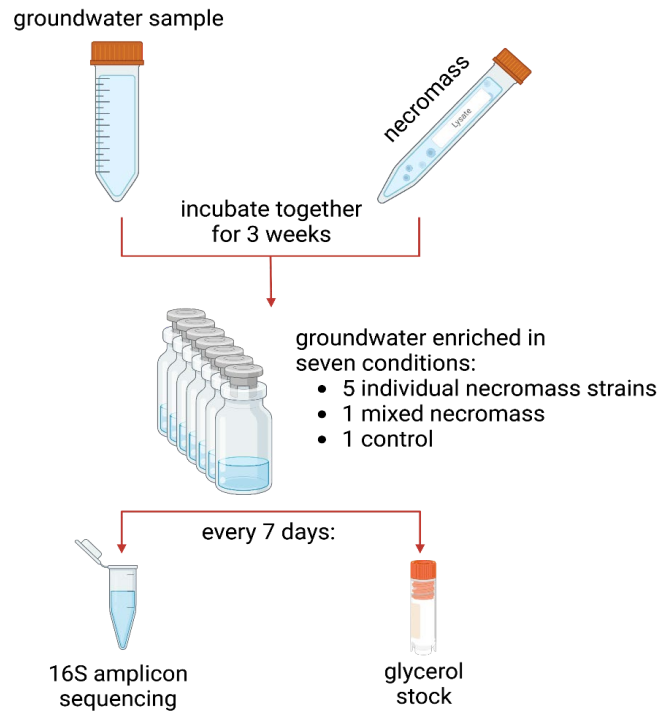 groundwater sample
necromass
Lysate
incubate together
for 3 weeks
groundwater enriched in
seven conditions:
• 5 individual necromass strains
• 1 mixed necromass
• 1 control
every 7 days:
16S amplicon
sequencing
glycerol
stock